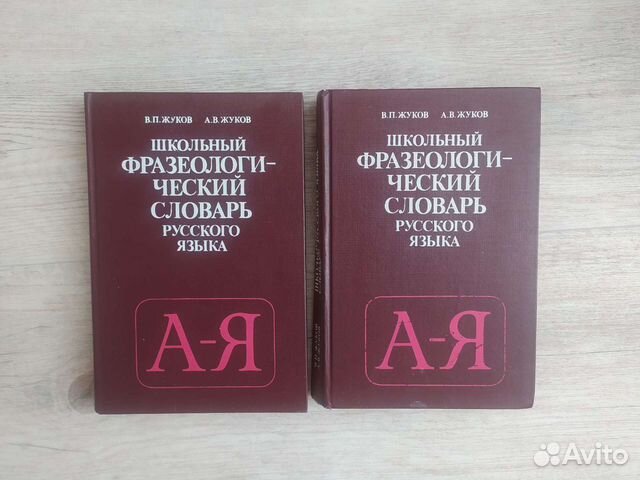 В.П.ЖУКОВ А.В.ЖУКОВ
ШКОЛЬНЫЙ
ФРАЗЕОЛОГИ-
ЧЕСКИЙ
СЛОВАРЬ
РУССКОГО
ЯЗЫКА
А-Я
В.П.ЖУКОВ А.В.ЖУКОВ
ШКОЛЬНЫЙ
ФРАЗЕОЛОГИ-
ЧЕСКИЙ
СЛОВАРЬ
РУССКОГО
ЯЗЫКА
А-Я
Avito